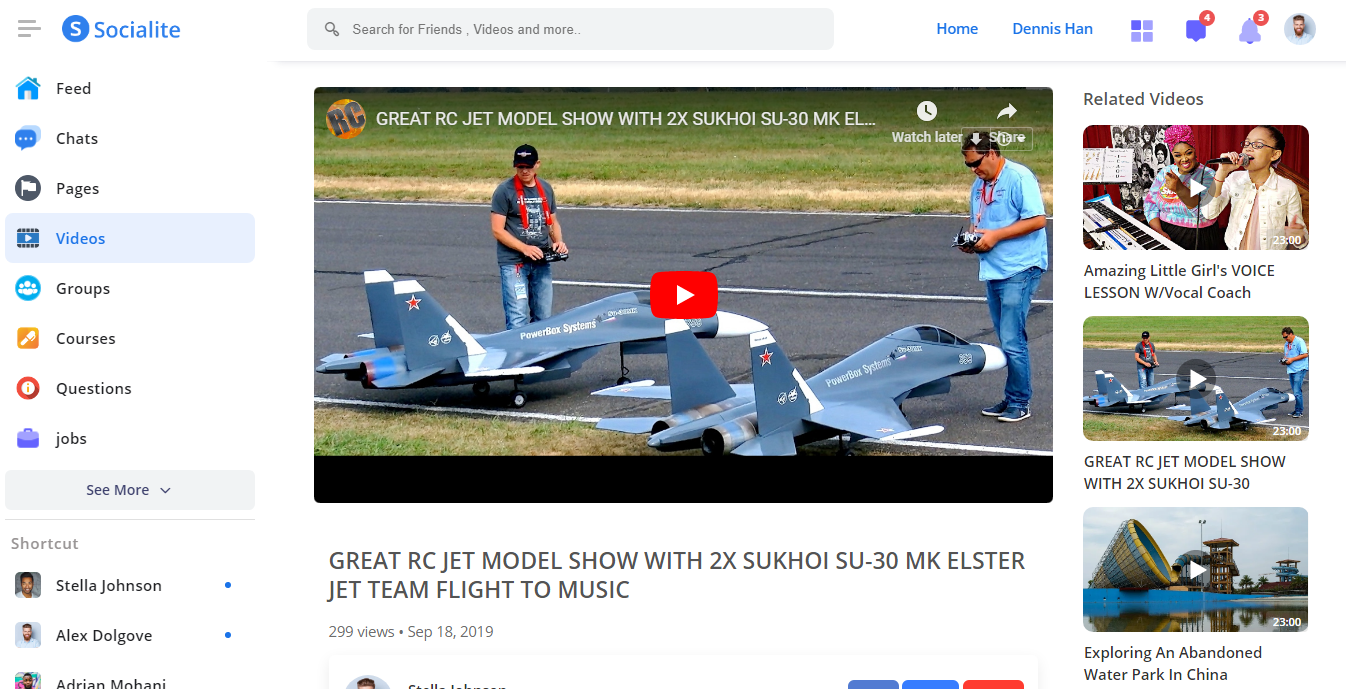 Socialite
Search for Friends , Videos and more..
Home
Dennis Han
4
3
Feed
Chats
Pages
Videos
Groups
Courses
Questions
jobs
See More
Shortcut
Stella Johnson
Alex Dolgove
Adrian Mohani
RC
GREAT RC JET MODEL SHOW WITH 2X SUKHOI SU-30 MK EL...
Watch later
Share
PowerBox Systems
PowerBox Systems
GREAT RC JET MODEL SHOW WITH 2X SUKHOI SU-30 MK ELSTER
JET TEAM FLIGHT TO MUSIC
299 views • Sep 18, 2019
Stella Johnson
Related Videos
23:00
Amazing Little Girl's VOICE
LESSON W/Vocal Coach
23:00
GREAT RC JET MODEL SHOW
WITH 2X SUKHOI SU-30
23:00
Exploring An Abandoned
Water Park In China